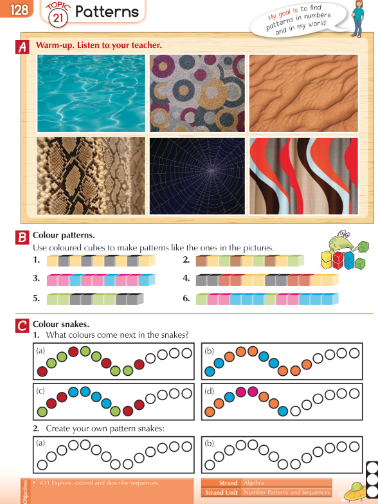 128
TOPIC
21
Patterns
My goal is to find
patterns in numbers
and in my world
A
Warm-up. Listen to your teacher.
B
Colour patterns.
Use coloured cubes to make patterns like the ones in the pictures.
1.
2.
3.
4.
5.
6.
C
Colour snakes.
1. What colours come next in the snakes?
(a)
(b)
(c)
(d)
2. Create your own pattern snakes:
(a)
(b)
Objectives
• 4.11 Explore, extend and describe sequences.
Strand Algebra
Strand Unit Number Patterns and Sequences